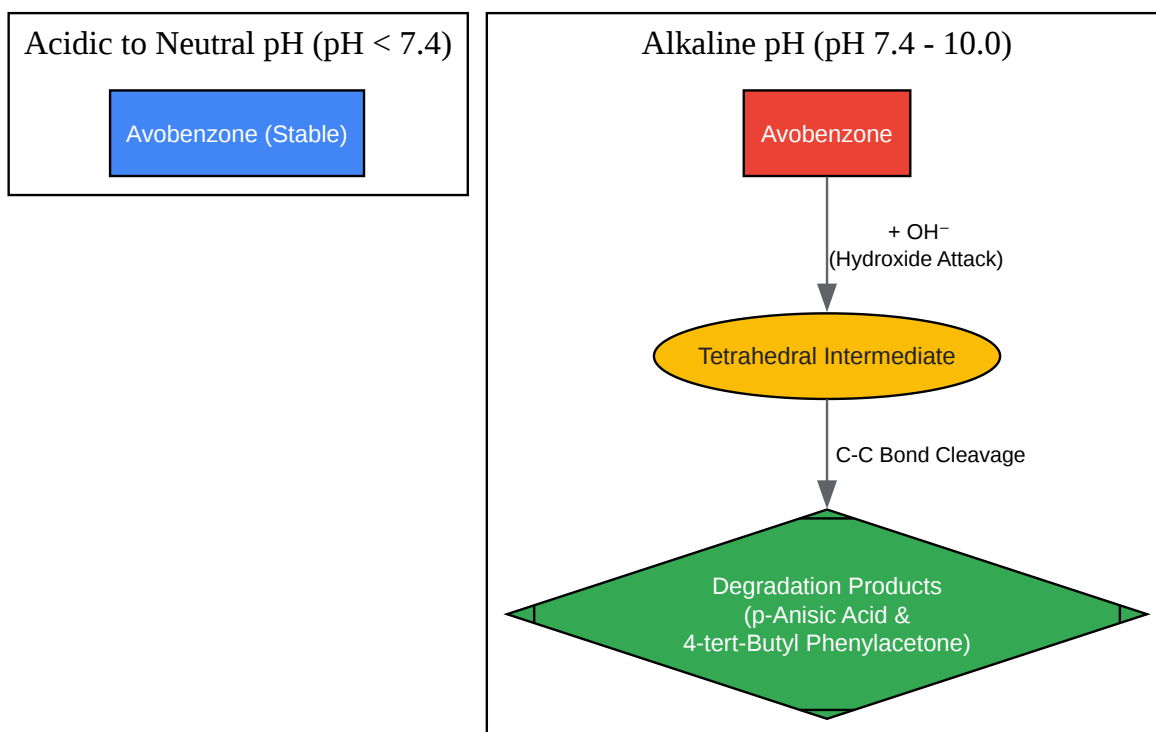 Acidic to Neutral pH (pH < 7.4)
Avobenzone (Stable)
Alkaline pH (pH 7.4 - 10.0)
Avobenzone
+ OH⁻
(Hydroxide Attack)
Tetrahedral Intermediate
C-C Bond Cleavage
Degradation Products
(p-Anisic Acid &
4-tert-Butyl Phenylacetone)